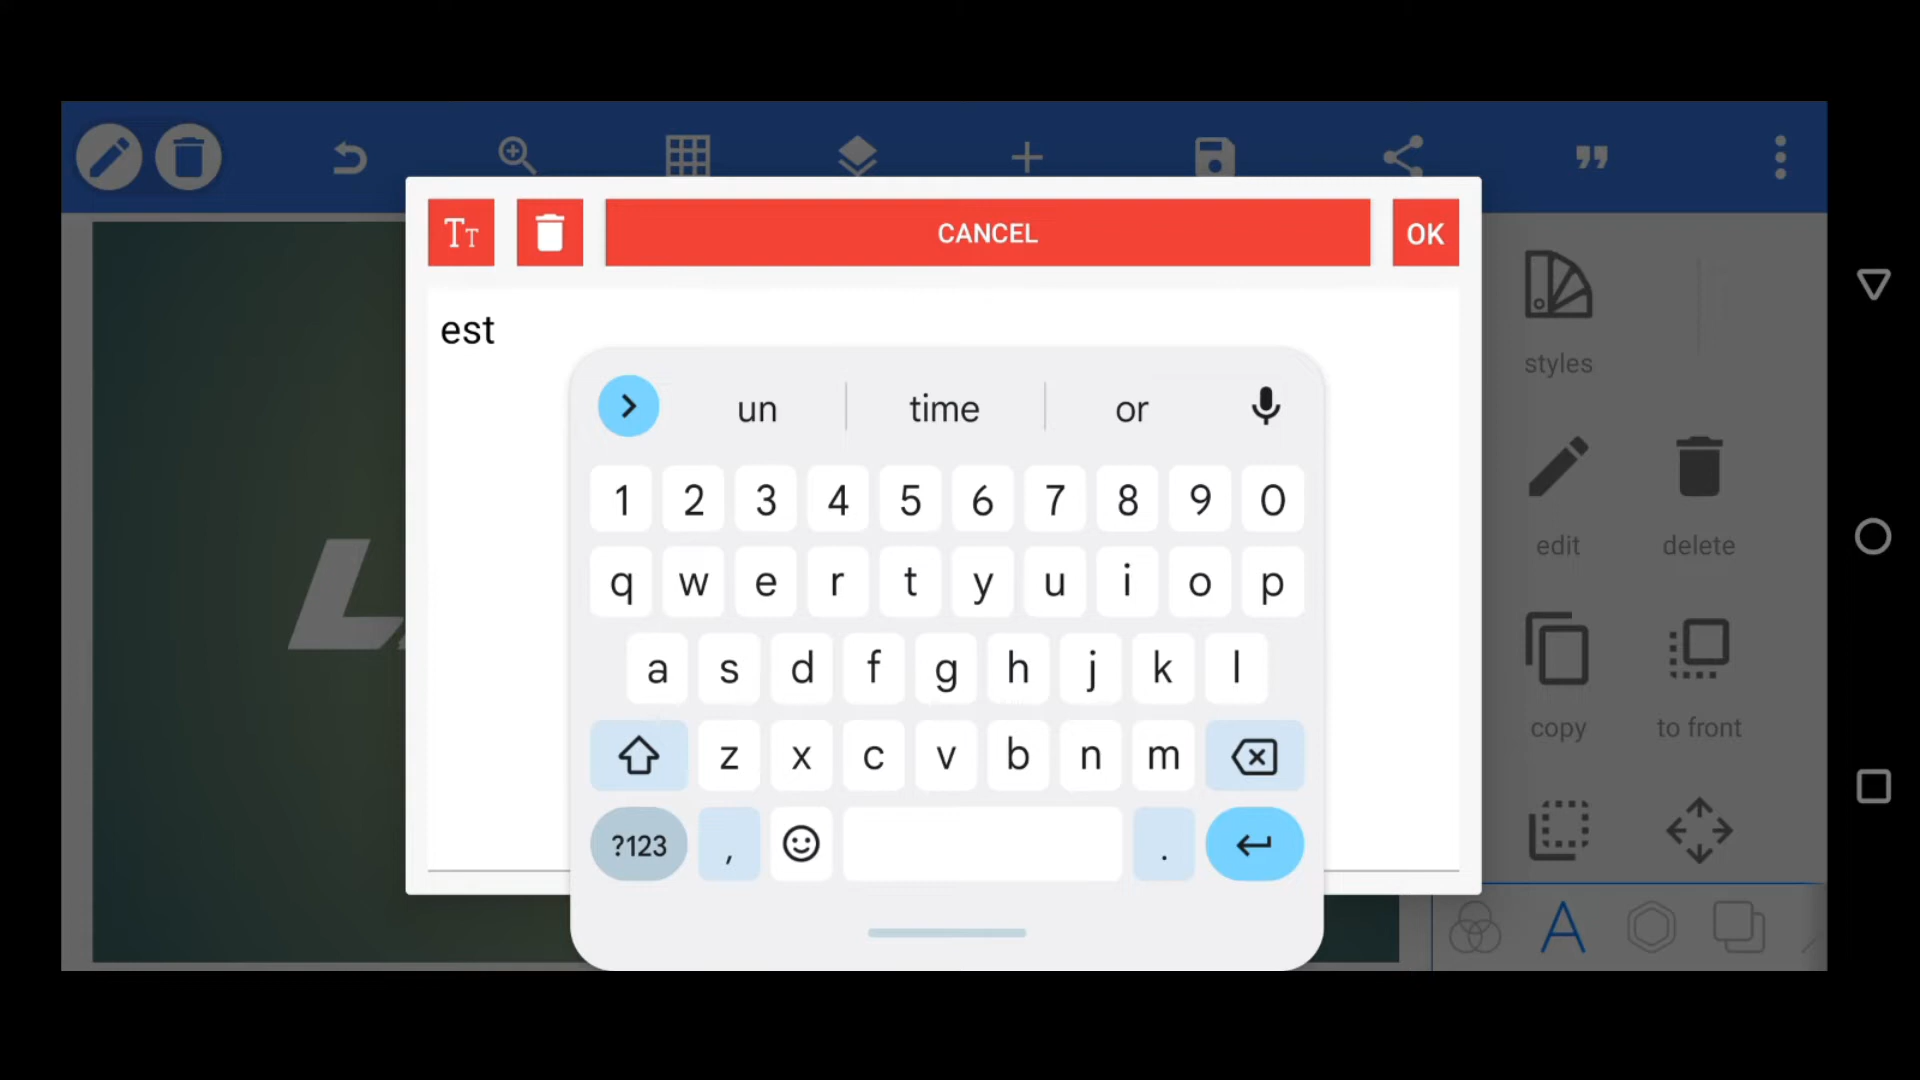 TT
CANCEL
OK
est
styles
un
time
or
1 2 3 4 5 6 7 8 9 0
q w e r t y u i o p
edit
delete
L
a s d f g h j k l
z x c v b n m
copy
to front
?123 , .
A